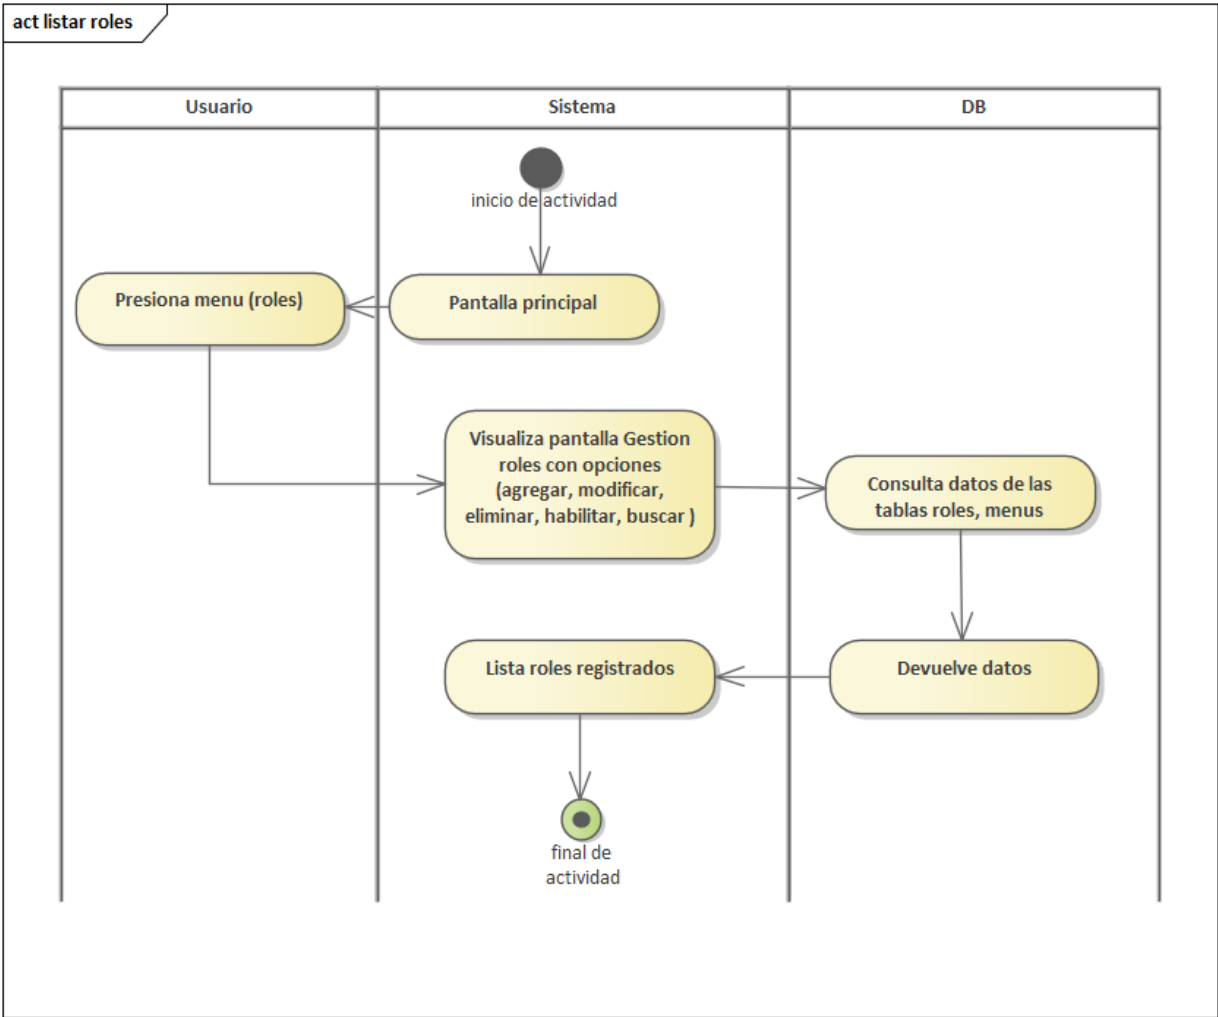 act listar roles
Usuario
Sistema
DB
inicio de actividad
Presiona menu (roles)
Pantalla principal
Visualiza pantalla Gestion
roles con opciones
(agregar, modificar,
eliminar, habilitar, buscar )
Consulta datos de las
tablas roles, menus
Lista roles registrados
Devuelve datos
final de
actividad